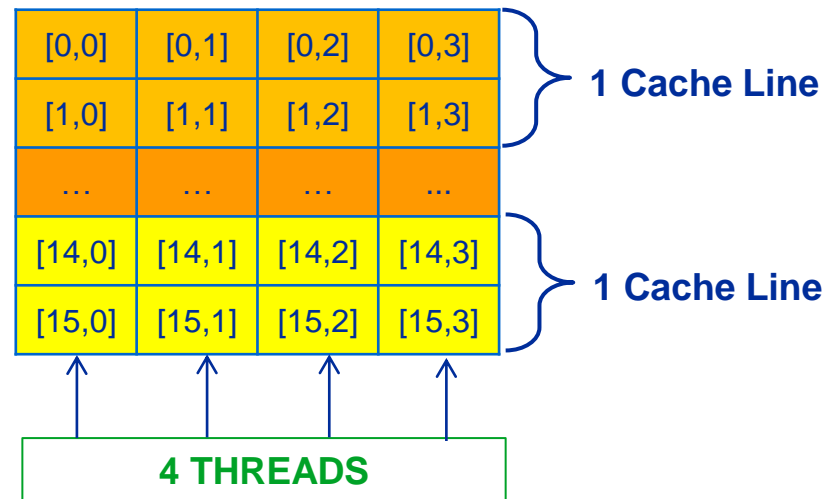 [0,0] [0,1] [0,2] [0,3]
1 Cache Line
[1,0] [1,1] [1,2] [1,3]
… … … ...
[14,0] [14,1] [14,2] [14,3]
1 Cache Line
[15,0] [15,1] [15,2] [15,3]
4 THREADS